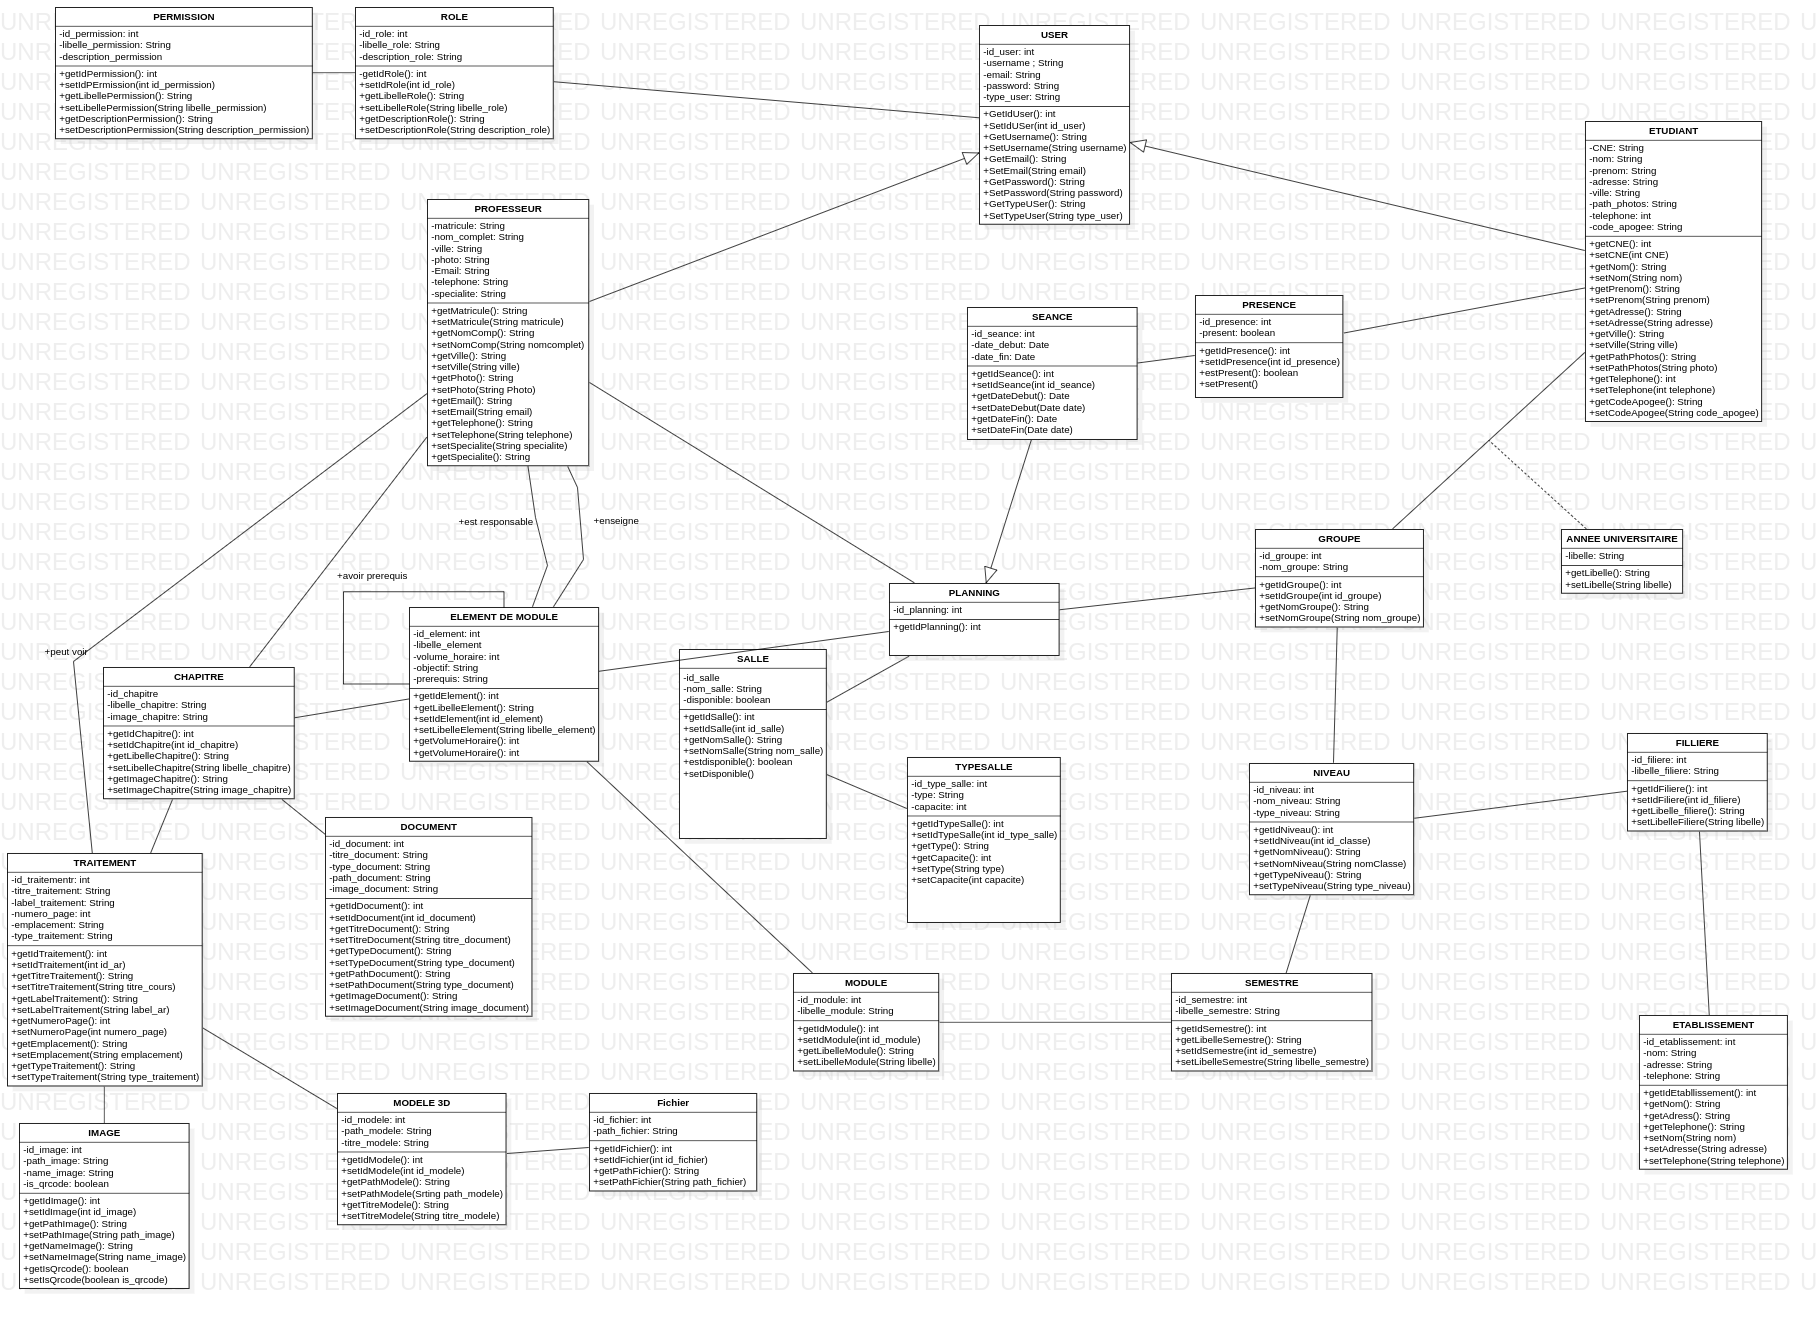 PERMISSION
-id_permission: int
-libelle_permission: String
-description_permission
+getIdPermission(): int
+setIdPErmission(int id_permission)
+getLibellePermission(): String
+setLibellePermission(String libelle_permission)
+getDescriptionPermission(): String
+setDescriptionPermission(String description_permission)
ROLE
-id_role: int
-libelle_role: String
-description_role: String
-getIdRole(): int
+setIdRole(int id_role)
+getLibelleRole(): String
+setLibelleRole(String libelle_role)
+getDescriptionRole(): String
+setDescriptionRole(String description_role)
USER
-id_user: int
-username ; String
-email: String
-password: String
-type_user: String
+GetIdUser(): int
+SetIdUSer(int id_user)
+GetUsername(): String
+SetUsername(String username)
+GetEmail(): String
+SetEmail(String email)
+GetPassword(): String
+SetPassword(String password)
+GetTypeUSer(): String
+SetTypeUser(String type_user)
ETUDIANT
-CNE: String
-nom: String
-prenom: String
-adresse: String
-ville: String
-path_photos: String
-telephone: int
-code_apogee: String
+getCNE(): int
+setCNE(int CNE)
+getNom(): String
+setNom(String nom)
+getPrenom(): String
+setPrenom(String prenom)
+getAdresse(): String
+setAdresse(String adresse)
+getVille(): String
+setVille(String ville)
+getPathPhotos(): String
+setPathPhotos(String photo)
+getTelephone(): int
+setTelephone(int telephone)
+getCodeApogee(): String
+setCodeApogee(String code_apogee)
PROFESSEUR
-matricule: String
-nom_complet: String
-ville: String
-photo: String
-Email: String
-telephone: String
-specialite: String
+getMatricule(): String
+setMatricule(String matricule)
+getNomComp(): String
+setNomComp(String nomcomplet)
+getVille(): String
+setVille(String ville)
+getPhoto(): String
+setPhoto(String Photo)
+getEmail(): String
+setEmail(String email)
+getTelephone(): String
+setTelephone(String telephone)
+setSpecialite(String specialite)
+getSpecialite(): String
SEANCE
-id_seance: int
-date_debut: Date
-date_fin: Date
+getIdSeance(): int
+setIdSeance(int id_seance)
+getDateDebut(): Date
+setDateDebut(Date date)
+getDateFin(): Date
+setDateFin(Date date)
PRESENCE
-id_presence: int
-present: boolean
+getIdPresence(): int
+setIdPresence(int id_presence)
+estPresent(): boolean
+setPresent()
+est responsable
+enseigne
+avoir prerequis
+peut voir
GROUPE
-id_groupe: int
-nom_groupe: String
+getIdGroupe(): int
+setIdGroupe(int id_groupe)
+getNomGroupe(): String
+setNomGroupe(String nom_groupe)
ANNEE UNIVERSITAIRE
-libelle: String
+getLibelle(): String
+setLibelle(String libelle)
PLANNING
-id_planning: int
+getIdPlanning(): int
ELEMENT DE MODULE
-id_element: int
-libelle_element
-volume_horaire: int
-objectif: String
-prerequis: String
+getIdElement(): int
+getLibelleElement(): String
+setIdElement(int id_element)
+setLibelleElement(String libelle_element)
+getVolumeHoraire(): int
+getVolumeHoraire(): int
SALLE
-id_salle
-nom_salle: String
-disponible: boolean
+getIdSalle(): int
+setIdSalle(int id_salle)
+getNomSalle(): String
+setNomSalle(String nom_salle)
+estdisponible(): boolean
+setDisponible()
CHAPITRE
-id_chapitre
-libelle_chapitre: String
-image_chapitre: String
+getIdChapitre(): int
+setIdChapitre(int id_chapitre)
+getLibelleChapitre(): String
+setLibelleChapitre(String libelle_chapitre)
+getImageChapitre(): String
+setImageChapitre(String image_chapitre)
TYPESALLE
-id_type_salle: int
-type: String
-capacite: int
+getIdTypeSalle(): int
+setIdTypeSalle(int id_type_salle)
+getType(): String
+getCapacite(): int
+setType(String type)
+setCapacite(int capacite)
NIVEAU
-id_niveau: int
-nom_niveau: String
-type_niveau: String
+getIdNiveau(): int
+setIdNiveau(int id_classe)
+getNomNiveau(): String
+setNomNiveau(String nomClasse)
+getTypeNiveau(): String
+setTypeNiveau(String type_niveau)
FILLIERE
-id_filiere: int
-libelle_filiere: String
+getIdFiliere(): int
+setIdFiliere(int id_filiere)
+getLibelle_filiere(): String
+setLibelleFiliere(String libelle)
DOCUMENT
-id_document: int
-titre_document: String
-type_document: String
-path_document: String
-image_document: String
+getIdDocument(): int
+setIdDocument(int id_document)
+getTitreDocument(): String
+setTitreDocument(String titre_document)
+getTypeDocument(): String
+setTypeDocument(String type_document)
+getPathDocument(): String
+setPathDocument(String type_document)
+getImageDocument(): String
+setImageDocument(String image_document)
TRAITEMENT
-id_traitementr: int
-titre_traitement: String
-label_traitement: String
-numero_page: int
-emplacement: String
-type_traitement: String
+getIdTraitement(): int
+setIdTraitement(int id_ar)
+getTitreTraitement(): String
+setTitreTraitement(String titre_cours)
+getLabelTraitement(): String
+setLabelTraitement(String label_ar)
+getNumeroPage(): int
+setNumeroPage(int numero_page)
+getEmplacement(): String
+setEmplacement(String emplacement)
+getTypeTraitement(): String
+setTypeTraitement(String type_traitement)
MODULE
-id_module: int
-libelle_module: String
+getIdModule(): int
+setIdModule(int id_module)
+getLibelleModule(): String
+setLibelleModule(String libelle)
SEMESTRE
-id_semestre: int
-libelle_semestre: String
+getIdSemestre(): int
+getLibelleSemestre(): String
+setIdSemestre(int id_semestre)
+setLibelleSemestre(String libelle_semestre)
ETABLISSEMENT
-id_etablissement: int
-nom: String
-adresse: String
-telephone: String
+getIdEtabllissement(): int
+getNom(): String
+getAdress(): String
+getTelephone(): String
+setNom(String nom)
+setAdresse(String adresse)
+setTelephone(String telephone)
MODELE 3D
-id_modele: int
-path_modele: String
-titre_modele: String
+getIdModele(): int
+setIdModele(int id_modele)
+getPathModele(): String
+setPathModele(Srting path_modele)
+getTitreModele(): String
+setTitreModele(String titre_modele)
Fichier
-id_fichier: int
-path_fichier: String
+getIdFichier(): int
+setIdFichier(int id_fichier)
+getPathFichier(): String
+setPathFichier(String path_fichier)
IMAGE
-id_image: int
-path_image: String
-name_image: String
-is_qrcode: boolean
+getIdImage(): int
+setIdImage(int id_image)
+getPathImage(): String
+setPathImage(String path_image)
+getNameImage(): String
+setNameImage(String name_image)
+getIsQrcode(): boolean
+setIsQrcode(boolean is_qrcode)